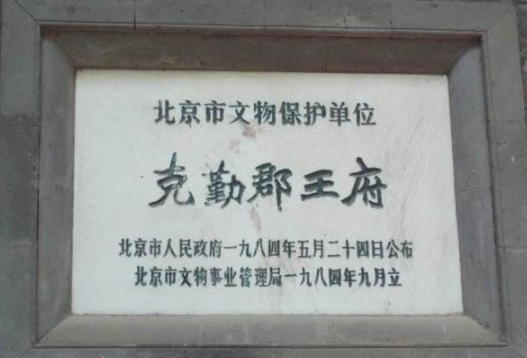 北京市文物保护单位
克勤郡王府
北京市人民政府一九八四年五月二十四日公布
北京市文物事业管理局一九八四年九月立